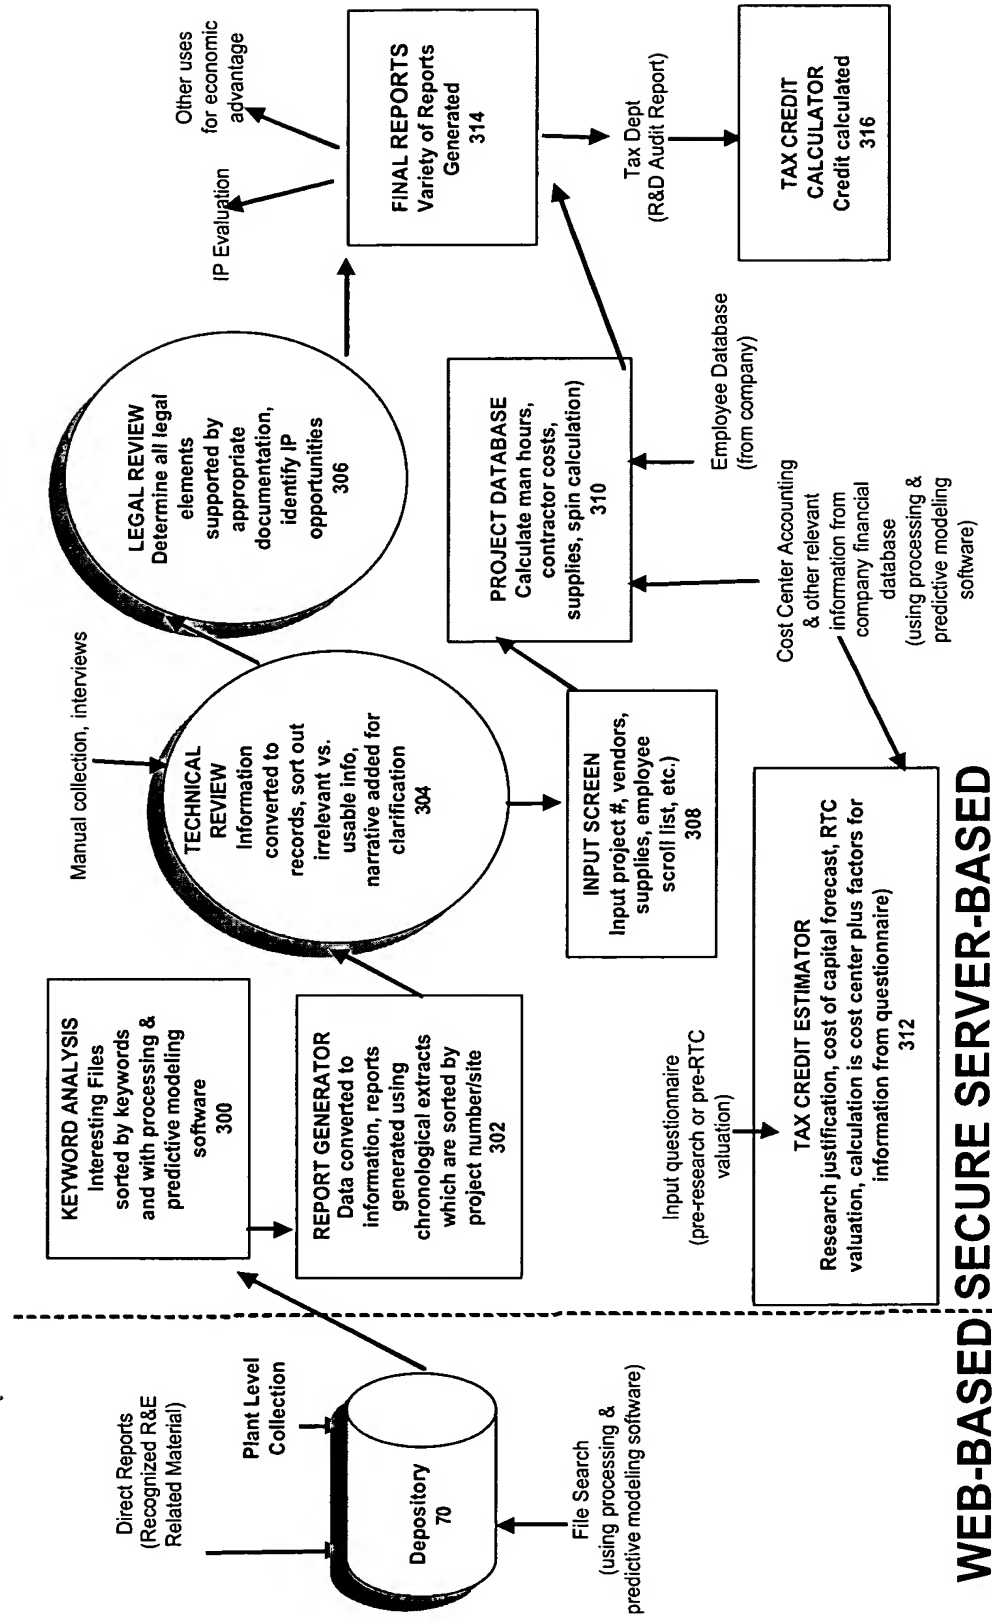 Direct Reports
(Recognized R&E
Related Material)
Plant Level
Collection
Depository
70
File Search
(using processing &
predictive modeling software)
KEYWORD ANALYSIS
Interesting Files
sorted by keywords
and with processing &
predictive modeling
software
300
REPORT GENERATOR
Data converted to
information, reports
generated using
chronological extracts
which are sorted by
project number/site
302
Manual collection, interviews
TECHNICAL
REVIEW
Information
converted to
records, sort out
irrelevant vs.
usable info,
narrative added for
clarification
304
LEGAL REVIEW
Determine all legal
elements
supported by
appropriate
documentation,
identify IP
opportunities
306
INPUT SCREEN
Input project #, vendors,
supplies, employee
scroll list, etc.)
308
PROJECT DATABASE
Calculate man hours,
contractor costs,
supplies, spin calculation)
310
Employee Database
(from company)
Cost Center Accounting
& other relevant
information from
company financial
database
(using processing &
predictive modeling
software)
Input questionnaire
(pre-research or pre-RTC
valuation)
TAX CREDIT ESTIMATOR
Research justification, cost of capital forecast, RTC
valuation, calculation is cost center plus factors for
information from questionnaire)
312
IP Evaluation
Other uses
for economic
advantage
FINAL REPORTS
Variety of Reports
Generated
314
Tax Dept
(R&D Audit Report)
TAX CREDIT
CALCULATOR
Credit calculated
316
WEB-BASED SECURE SERVER-BASED